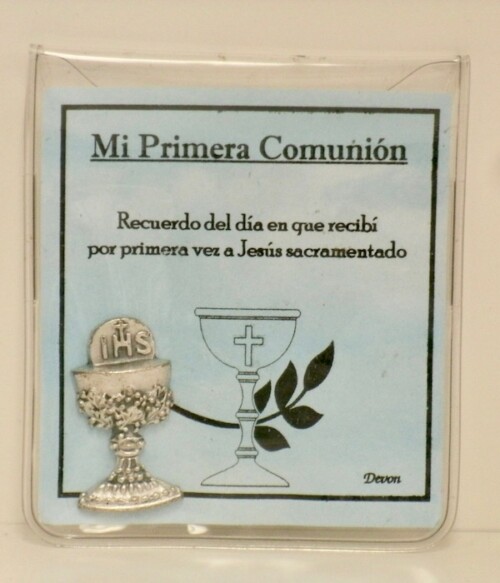 Mi Primera Comunión
Recuerdo del día en que recibí
por primera vez a Jesús sacramentado
IHS
Devon